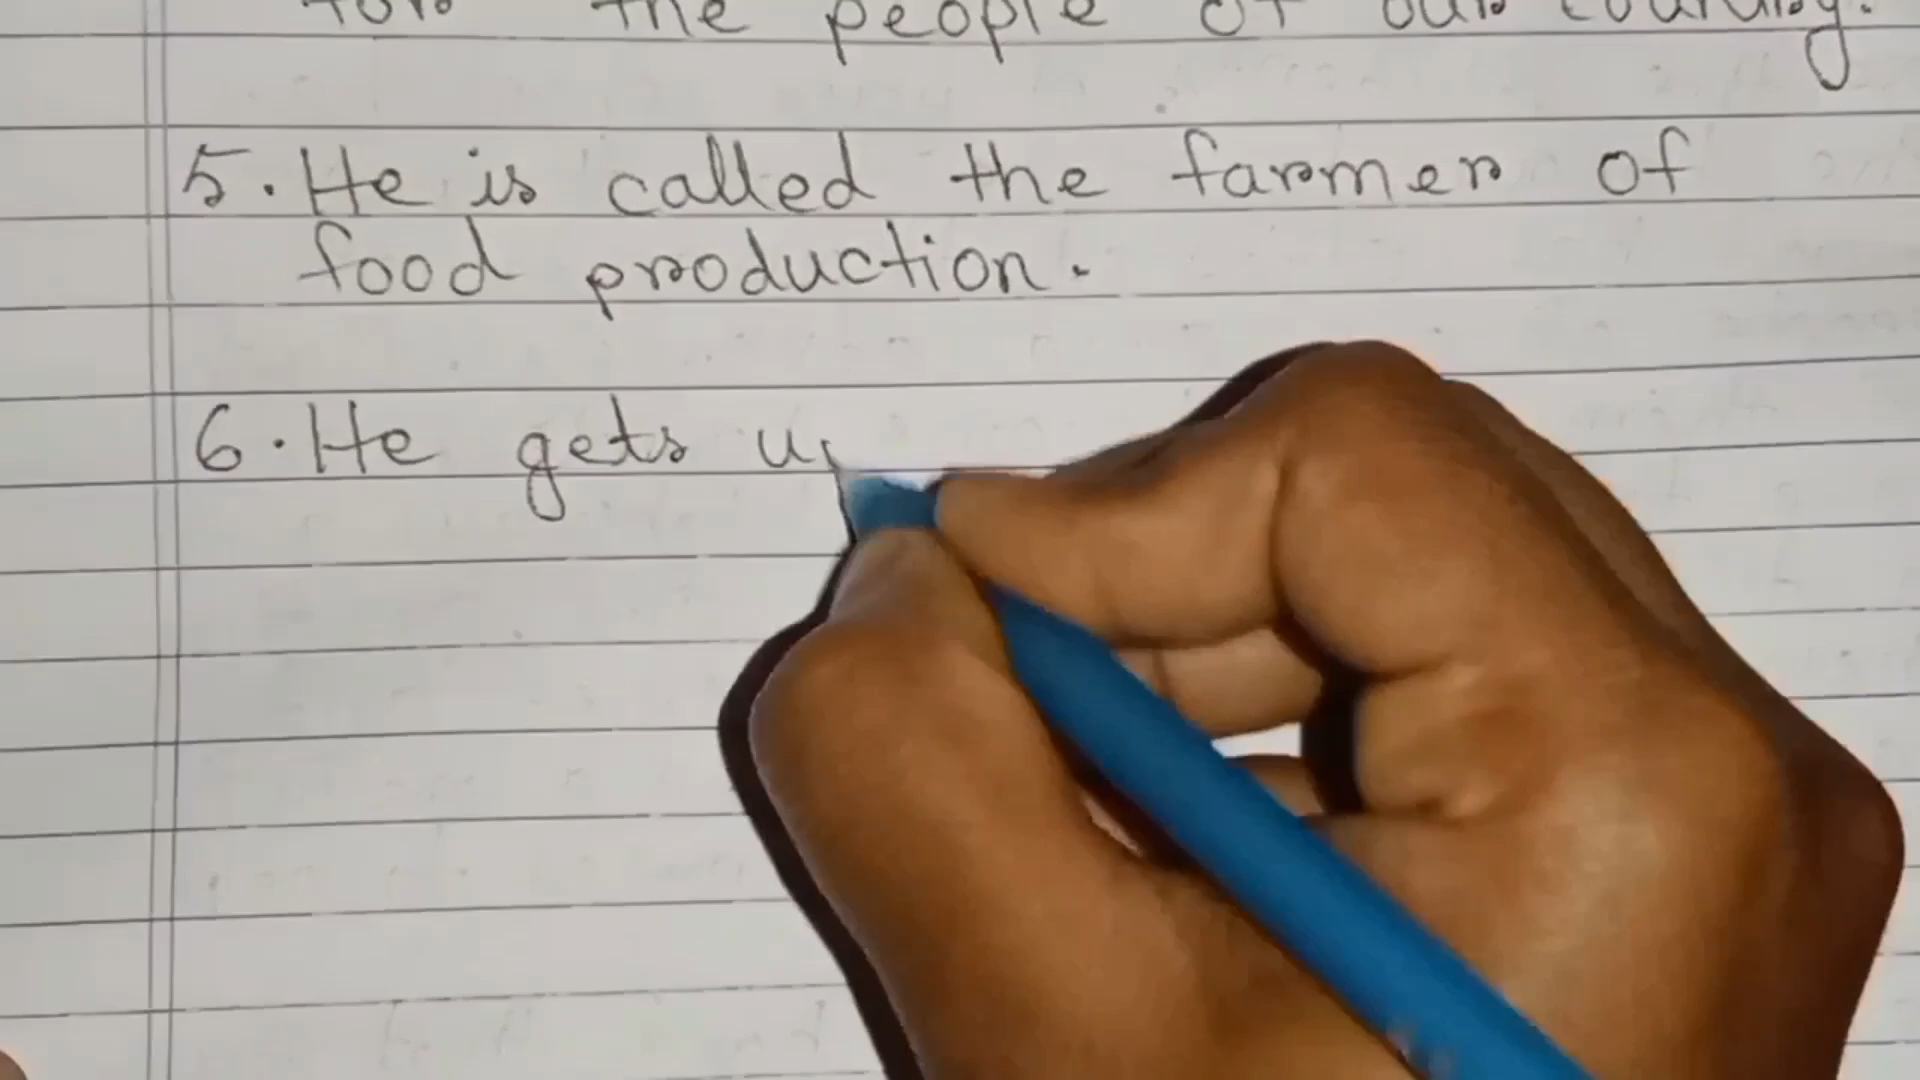 for the people of our country.
5. He is called the farmer of
food production.
6. He gets u